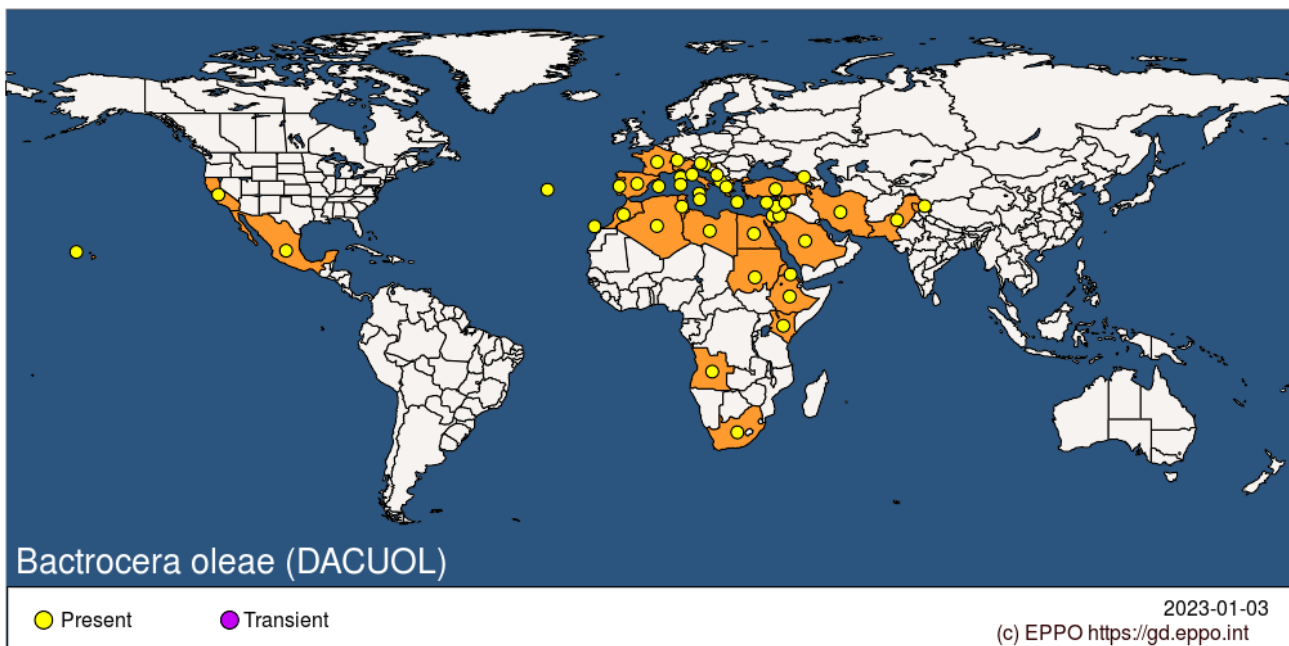 Bactrocera oleae (DACUOL)
Present
Transient
2023-01-03
(c) EPPO https://gd.eppo.int